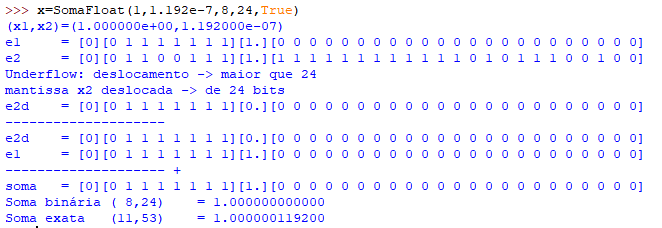 >>> x=SomaFloat(1,1.192e-7,8,24,True)
(x1,x2)=(1.000000e+00,1.192000e-07)
e1    = [0][0 1 1 1 1 1 1 1][1.][0 0 0 0 0 0 0 0 0 0 0 0 0 0 0 0 0 0 0 0 0 0 0]
e2    = [0][0 1 1 0 0 1 1 1][1.][1 1 1 1 1 1 1 1 1 1 1 1 0 1 0 1 1 1 0 0 1 0 0]
Underflow: deslocamento -> maior que 24
mantissa x2 deslocada -> de 24 bits
e2d   = [0][0 1 1 1 1 1 1 1][0.][0 0 0 0 0 0 0 0 0 0 0 0 0 0 0 0 0 0 0 0 0 0 0]
--------------------
e2d   = [0][0 1 1 1 1 1 1 1][0.][0 0 0 0 0 0 0 0 0 0 0 0 0 0 0 0 0 0 0 0 0 0 0]
e1    = [0][0 1 1 1 1 1 1 1][1.][0 0 0 0 0 0 0 0 0 0 0 0 0 0 0 0 0 0 0 0 0 0 0]
-------------------- +
soma  = [0][0 1 1 1 1 1 1 1][1.][0 0 0 0 0 0 0 0 0 0 0 0 0 0 0 0 0 0 0 0 0 0 0]
Soma binária ( 8,24)    = 1.000000000000
Soma exata   (11,53)    = 1.000000119200